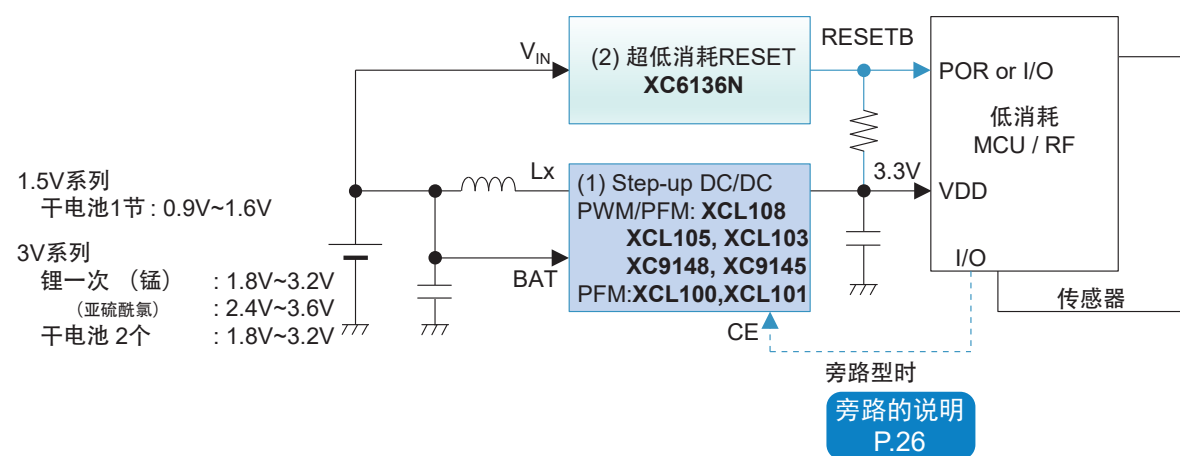 1.5V系列
干电池1节 : 0.9V~1.6V
3V系列
锂一次 （锰） : 1.8V~3.2V
(亚硫酰氯) : 2.4V~3.6V
干电池 2个 : 1.8V~3.2V
VIN
(2) 超低消耗RESET
XC6136N
RESETB
POR or I/O
低消耗
MCU / RF
Lx
BAT
(1) Step-up DC/DC
PWM/PFM: XCL108
XCL105, XCL103
XC9148, XC9145
PFM:XCL100,XCL101
3.3V
VDD
I/O
传感器
CE
旁路型时
旁路的说明
P.26